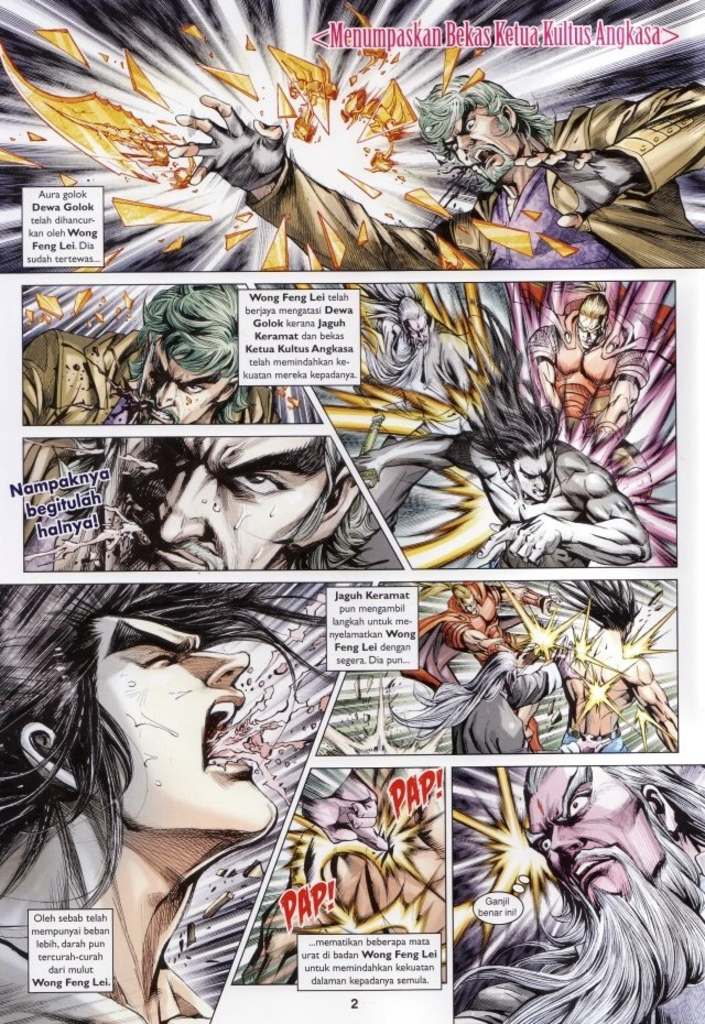 <Menumpaskan Bekas Ketua Kultus Angkasa>
Aura golok
Dewa Golok
telah dihancur-
kan oleh Wong
Feng Lei. Dia
sudah tertewas...
Wong Feng Lei telah
berjaya mengatasi Dewa
Golok kerana Jaguh
Keramat dan bekas
Ketua Kultus Angkasa
telah memindahkan ke-
kuatan mereka kepadanya.
Nampaknya
begitulah
halnya!
Jaguh Keramat
pun mengambil
langkah untuk me-
nyelamatkan Wong
Feng Lei dengan
segera. Dia pun...
Oleh sebab telah
mempunyai beban
lebih, darah pun
tercurah-curah
dari mulut
Wong Feng Lei.
PAP!
PAP!
...mematikan beberapa mata
urat di badan Wong Feng Lei
untuk memindahkan kekuatan
dalaman kepadanya semula.
Ganjil
benar ini!
2